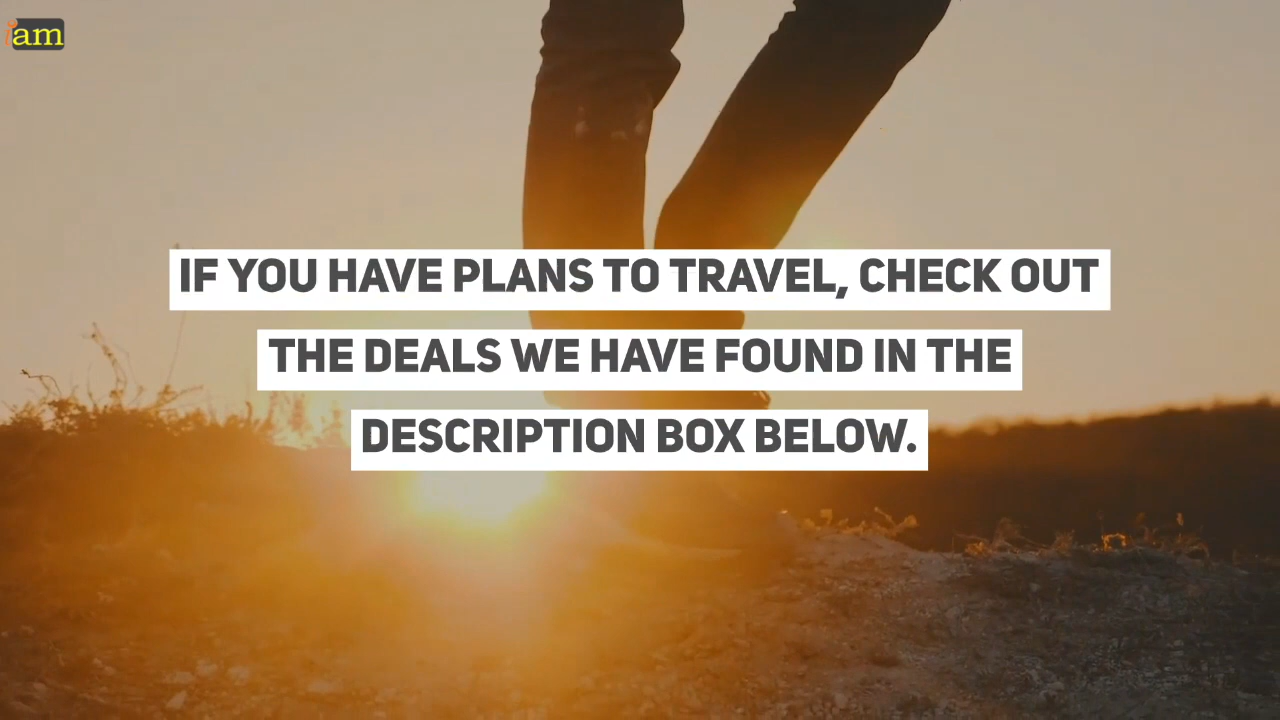 iam
IF YOU HAVE PLANS TO TRAVEL, CHECK OUT
THE DEALS WE HAVE FOUND IN THE
DESCRIPTION BOX BELOW.